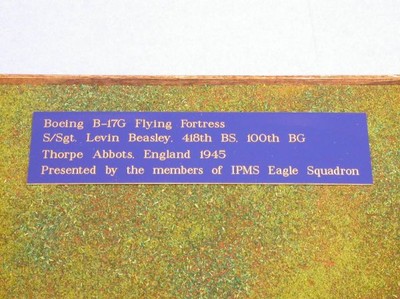 Boeing B-17G Flying Fortress
S/Sgt. Levin Beasley, 418th BS, 100th BG
Thorpe Abbots, England 1945
Presented by the members of IPMS Eagle Squadron